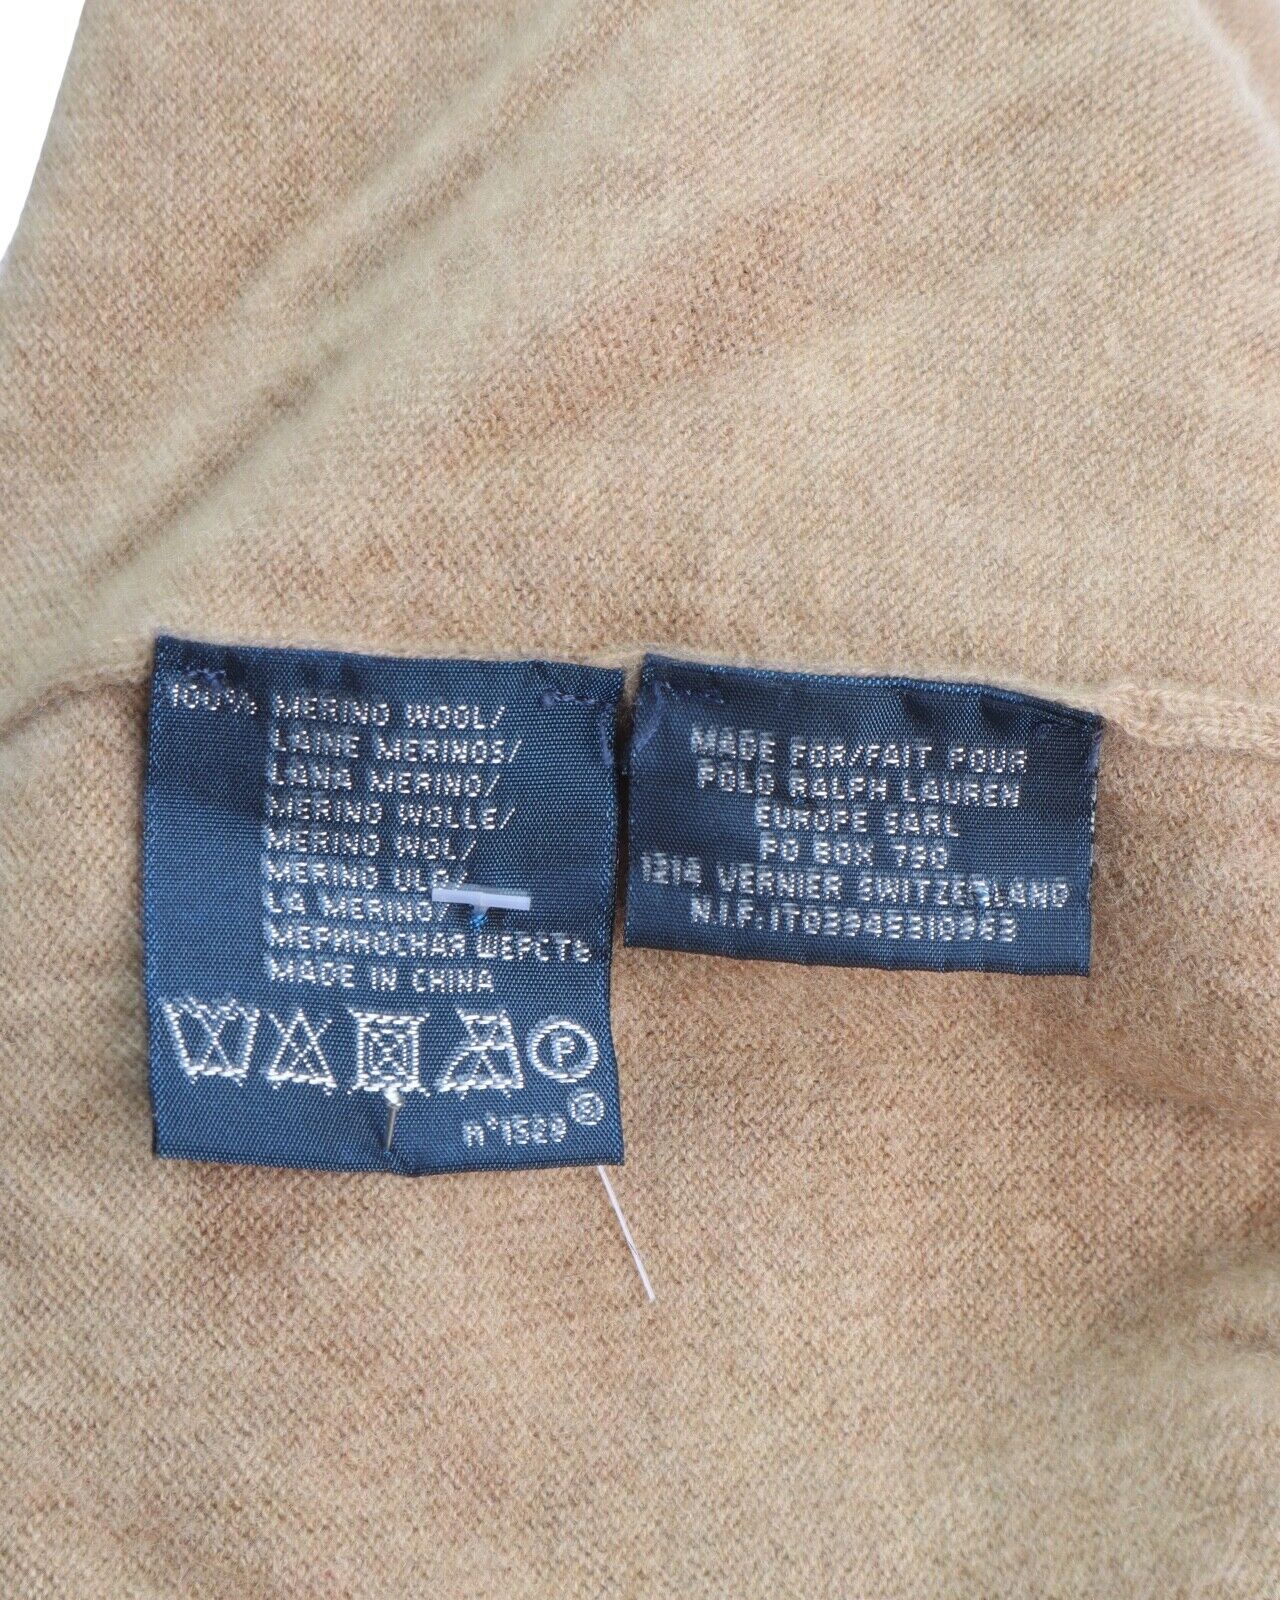 100% MERINO WOOL/
LAINE MERINOS/
LANA MERINO/
MERINO WOLLE/
MERINO WOL/
MERINO
LA MERINO/
МЕРИНОСНАЯ ШЕРСТЬ
MADE IN CHINA
P
n°1529
MADE FOR/FAIT POUR
POLO RALPH LAUREN
EUROPE SARL
PO BOX 790
1214 VERNIER SWITZERLAND
N.I.F: